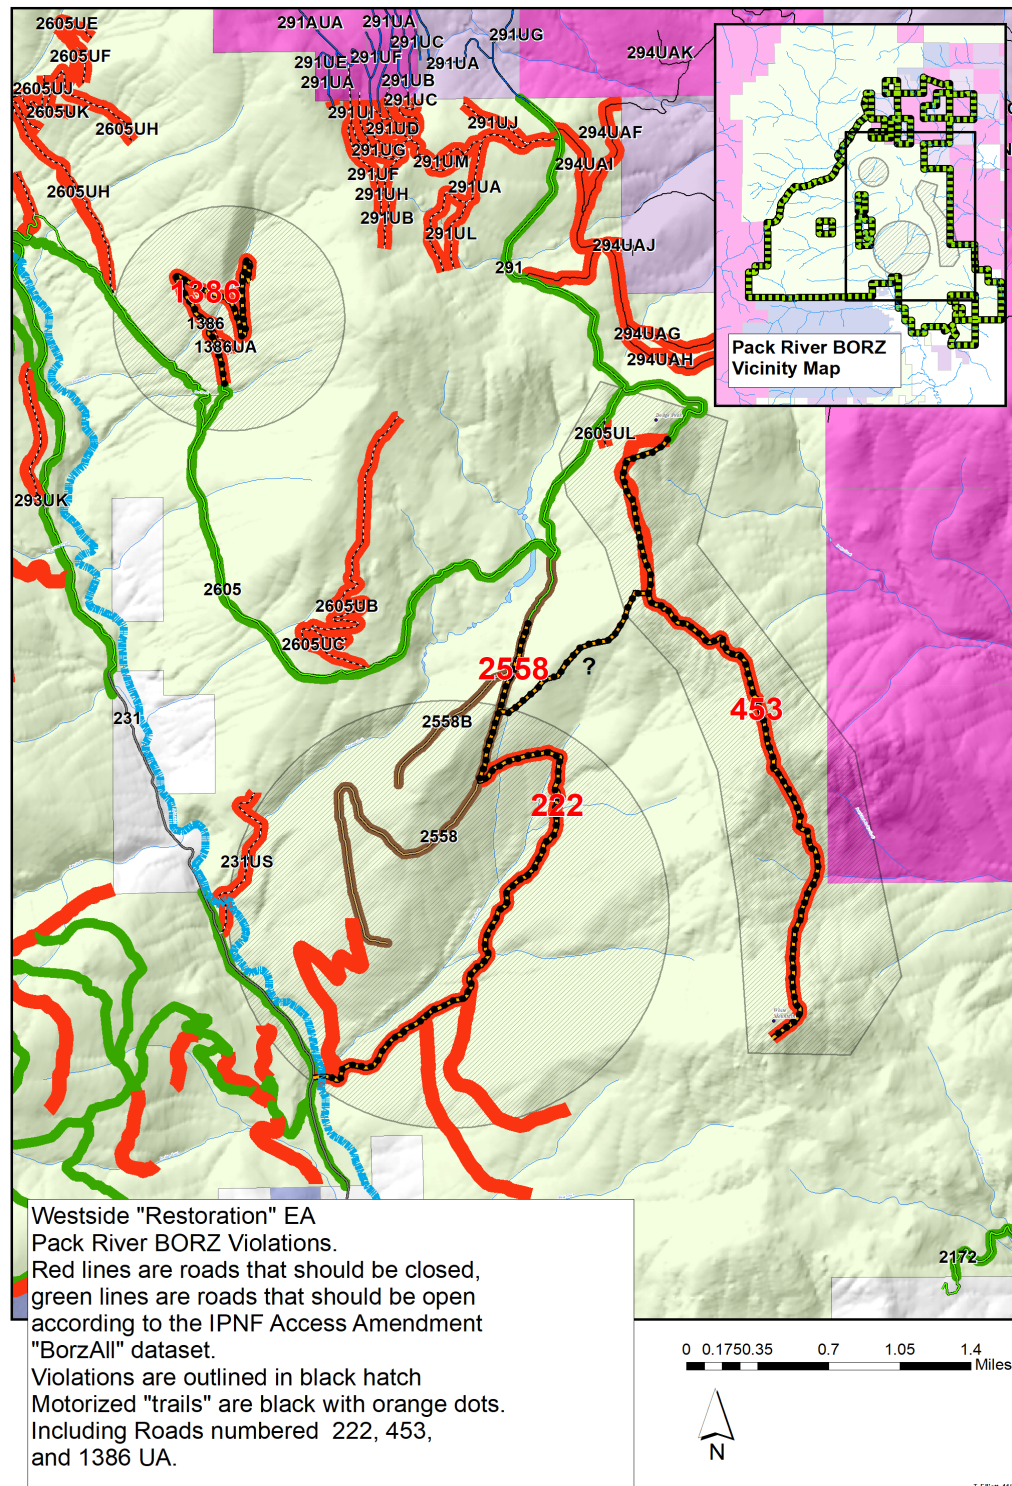 2605UE
291AUA
291UA
291UG
291UC
2605UF
291UE
291UF
291UA
294UAK
2605UJ
291UA
291UB
2605UK
291UC
291UI
2605UH
291UD
291UJ
294UAF
291UG
291UM
294UAI
291UF
2605UH
291UH
291UA
291UB
291UL
294UAJ
291
1386
1386
1386UA
294UAG
294UAH
Pack River BORZ
Vicinity Map
2605UL
293UK
2605
2605UB
2605UC
2558
?
453
231
2558B
222
2558
231US
2172
Westside "Restoration" EA
Pack River BORZ Violations.
Red lines are roads that should be closed,
green lines are roads that should be open
according to the IPNF Access Amendment
"BorzAll" dataset.
Violations are outlined in black hatch
Motorized "trails" are black with orange dots.
Including Roads numbered 222, 453,
and 1386 UA.
0 0.175 0.35 0.7 1.05 1.4
Miles
N